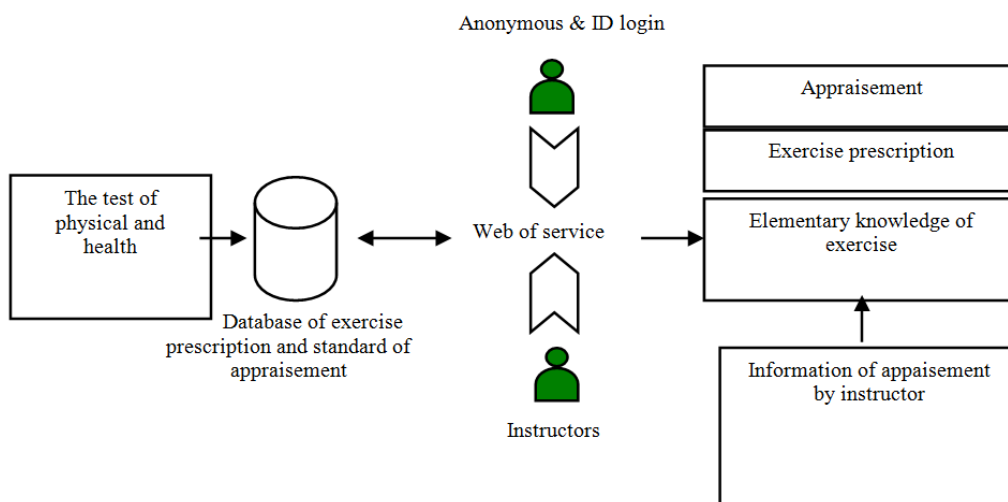 Anonymous & ID login
Appraisement
Exercise prescription
The test of
physical and
health
Web of service
Elementary knowledge of
exercise
Database of exercise
prescription and standard of
appraisement
Information of appaisement
by instructor
Instructors